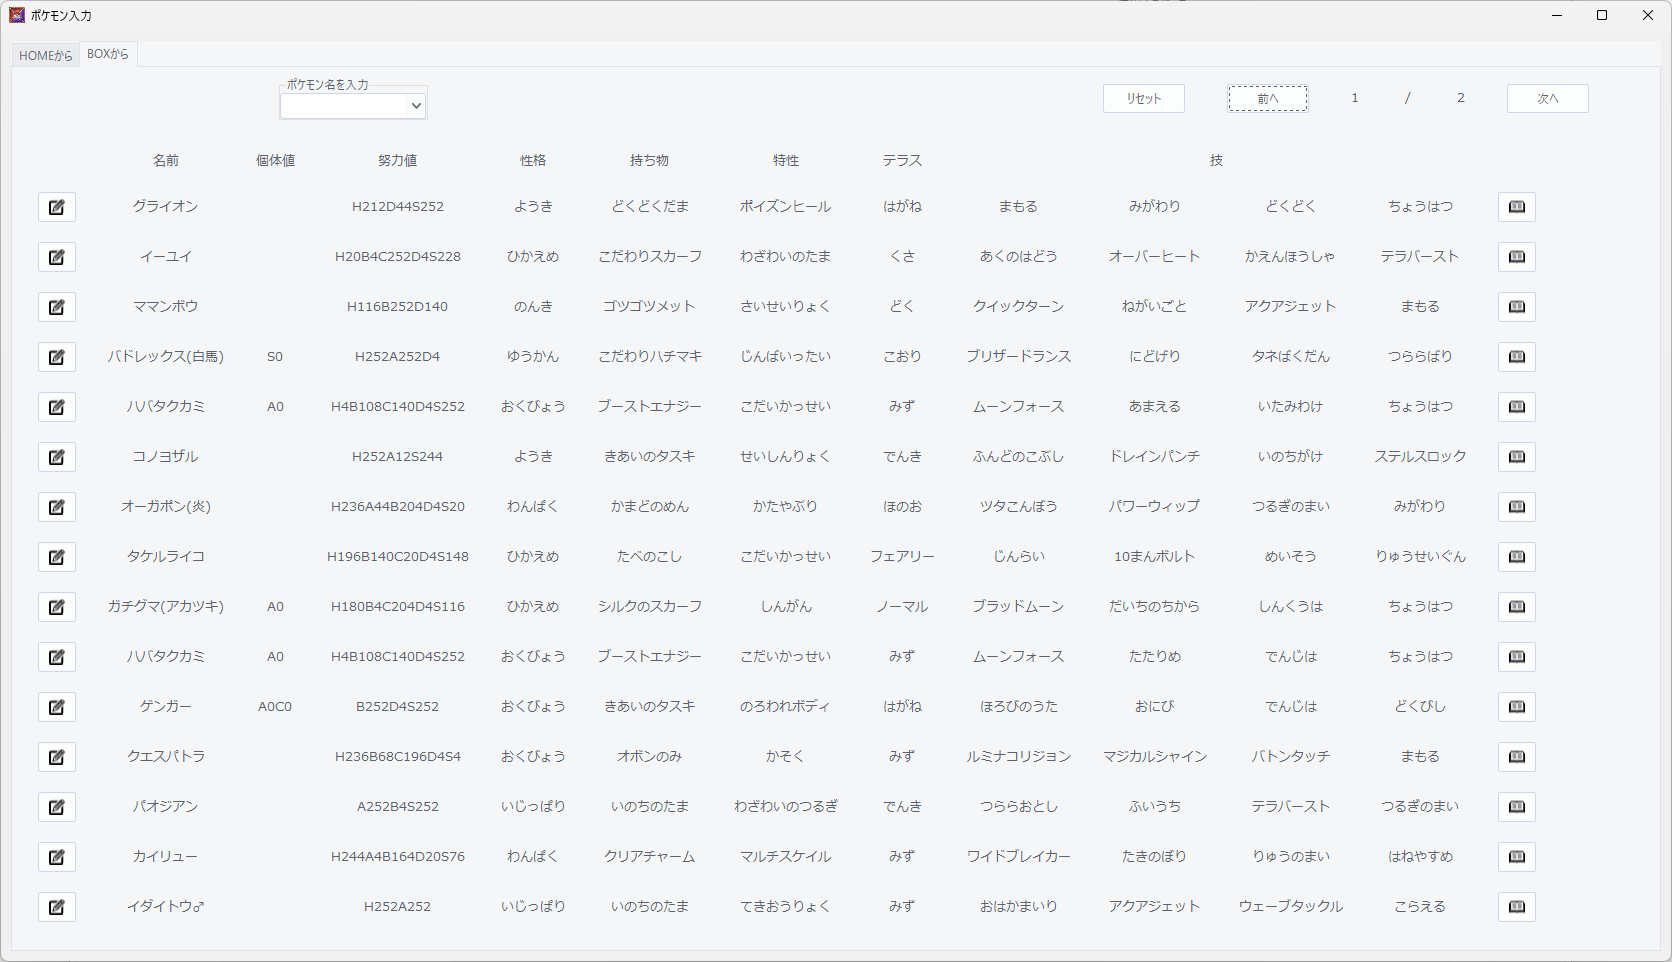 ポケモン入力
HOMEから BOXから
ポケモン名を入力
リセット 前へ 1 / 2 次へ
名前 個体値 努力値 性格 持ち物 特性 テラス 技
グライオン H212D44S252 ようき どくどくだま ポイズンヒール はがね まもる みがわり どくどく ちょうはつ
イーユイ H20B4C252D4S228 ひかえめ こだわりスカーフ わざわいのたま くさ あくのはどう オーバーヒート かえんほうしゃ テラバースト
ママンボウ H116B252D140 のんき ゴツゴツメット さいせいりょく どく クイックターン ねがいごと アクアジェット まもる
バドレックス(白馬) S0 H252A252D4 ゆうかん こだわりハチマキ じんばいったい こおり ブリザードランス にどげり タネばくだん つららばり
ハバタクカミ A0 H4B108C140D4S252 おくびょう ブーストエナジー こだいかっせい みず ムーンフォース あまえる いたみわけ ちょうはつ
コノヨザル H252A12S244 ようき きあいのタスキ せいしんりょく でんき ふんどのこぶし ドレインパンチ いのちがけ ステルスロック
オーガポン(炎) H236A44B204D4S20 わんぱく かまどのめん かたやぶり ほのお ツタこんぼう パワーウィップ つるぎのまい みがわり
タケルライコ H196B140C20D4S148 ひかえめ たべのこし こだいかっせい フェアリー じんらい 10まんボルト めいそう りゅうせいぐん
ガチグマ(アカツキ) A0 H180B4C204D4S116 ひかえめ シルクのスカーフ しんがん ノーマル ブラッドムーン だいちのちから しんくうは ちょうはつ
ハバタクカミ A0 H4B108C140D4S252 おくびょう ブーストエナジー こだいかっせい みず ムーンフォース たたりめ でんじは ちょうはつ
ゲンガー A0C0 B252D4S252 おくびょう きあいのタスキ のろわれボディ はがね ほろびのうた おにび でんじは どくびし
クエスパトラ H236B68C196D4S4 おくびょう オボンのみ かそく みず ルミナコリジョン マジカルシャイン バトンタッチ まもる
パオジアン A252B4S252 いじっぱり いのちのたま わざわいのつるぎ でんき つららおとし ふいうち テラバースト つるぎのまい
カイリュー H244A4B164D20S76 わんぱく クリアチャーム マルチスケイル みず ワイドブレイカー たきのぼり りゅうのまい はねやすめ
イダイトウ♂ H252A252 いじっぱり いのちのたま てきおうりょく みず おはかまいり アクアジェット ウェーブタックル こらえる